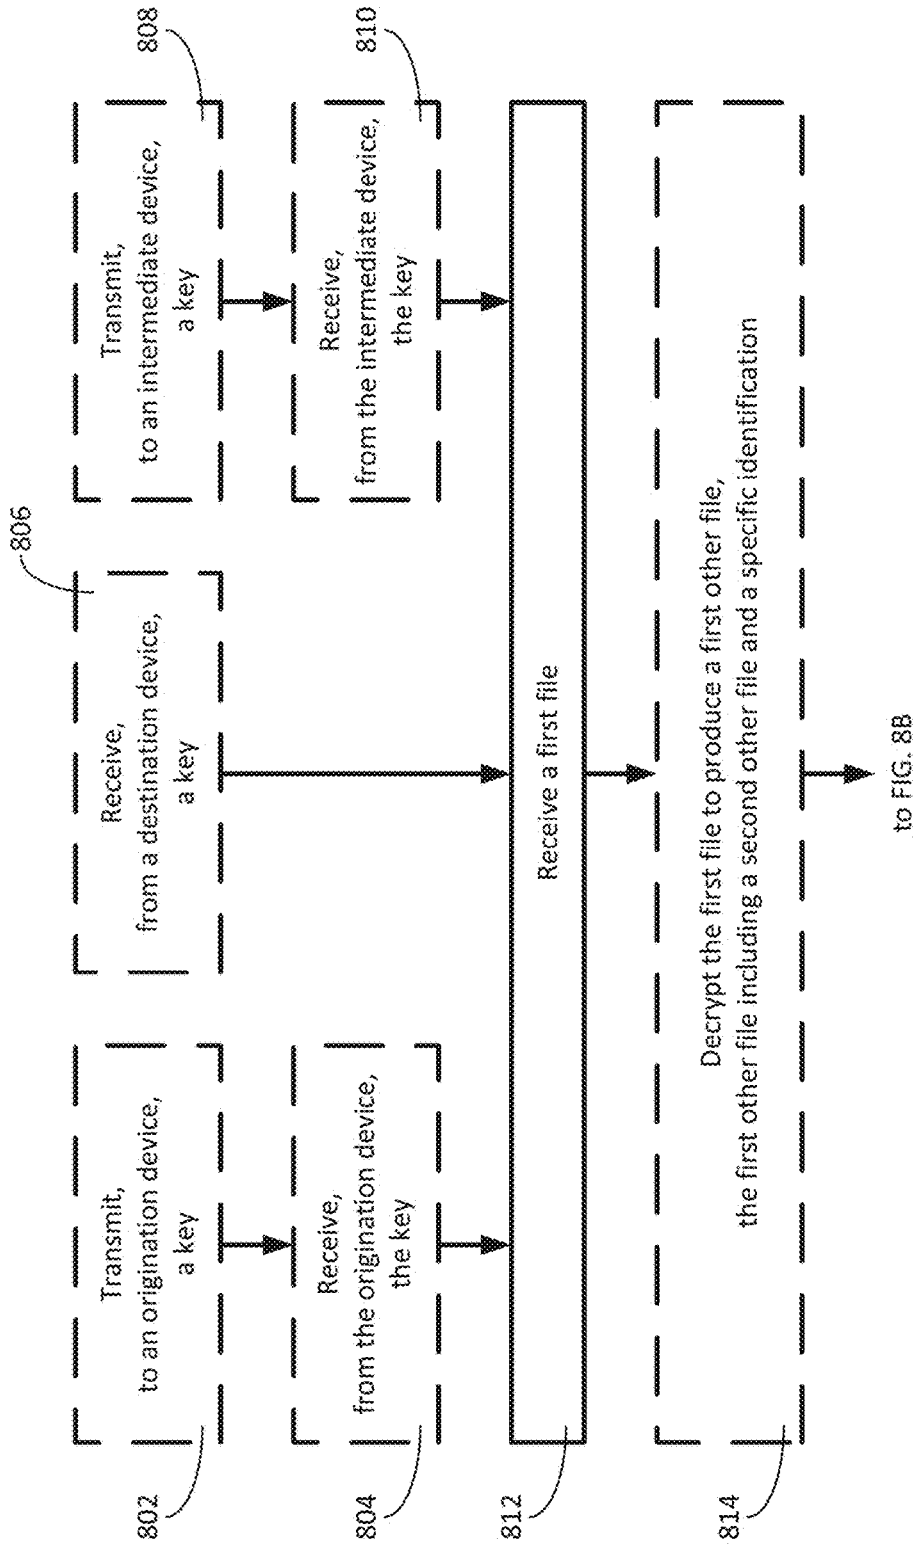 802
Transmit,
to an origination device,
a key
806
Receive,
from a destination device,
a key
808
Transmit,
to an intermediate device,
a key
804
Receive,
from the origination device,
the key
810
Receive,
from the intermediate device,
the key
812
Receive a first file
814
Decrypt the first file to produce a first other file,
the first other file including a second other file and a specific identification
to FIG. 8B